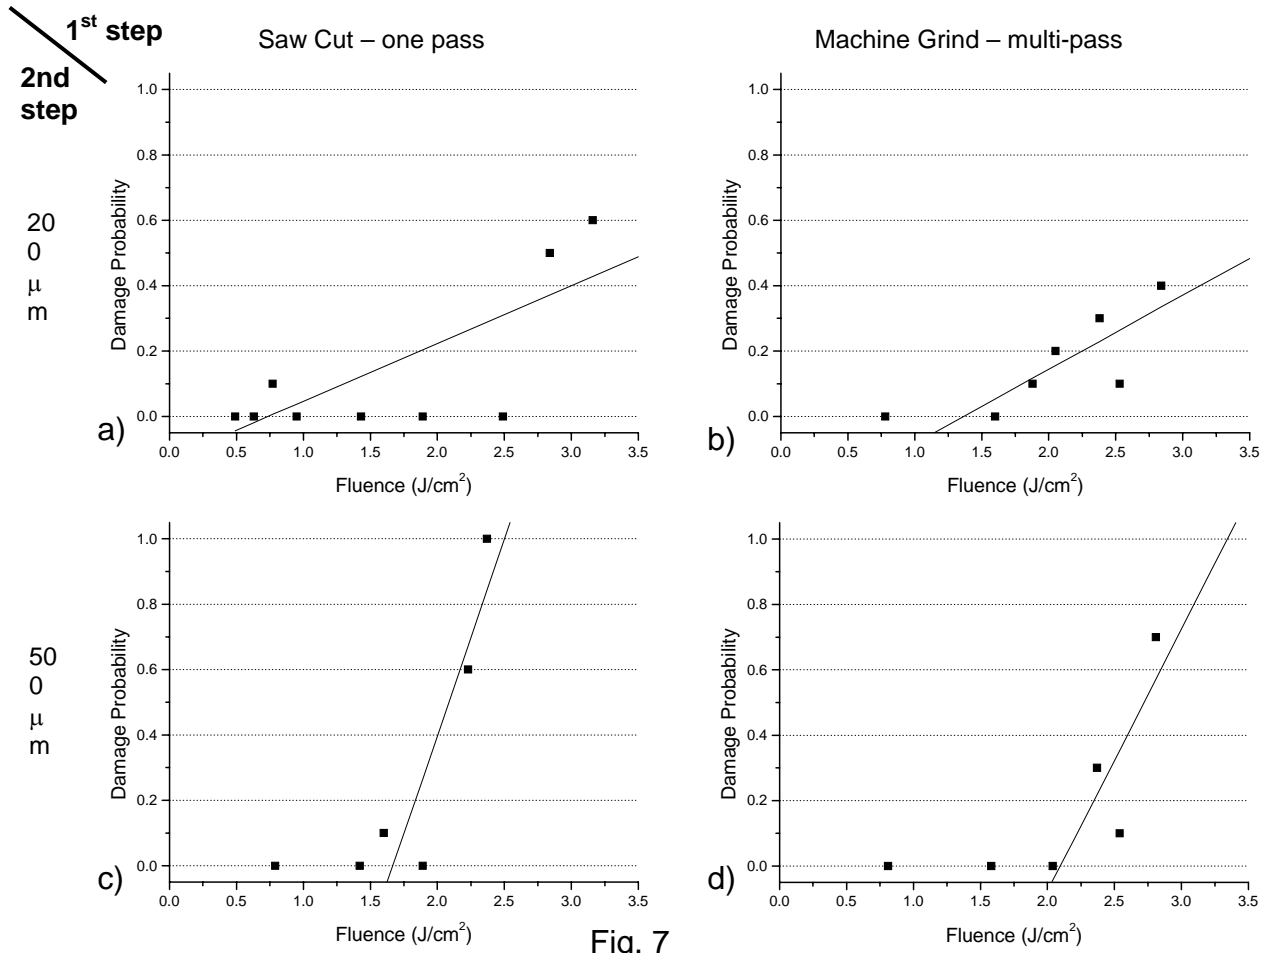 1st step
2nd
step
Saw Cut – one pass
Machine Grind – multi-pass
20
0
μ
m
Damage Probability
1.0
0.8
0.6
0.4
0.2
0.0
a)
0.0 0.5 1.0 1.5 2.0 2.5 3.0 3.5
Fluence (J/cm2)
Damage Probability
1.0
0.8
0.6
0.4
0.2
0.0
b)
0.0 0.5 1.0 1.5 2.0 2.5 3.0 3.5
Fluence (J/cm2)
50
0
μ
m
Damage Probability
1.0
0.8
0.6
0.4
0.2
0.0
c)
0.0 0.5 1.0 1.5 2.0 2.5 3.0 3.5
Fluence (J/cm2)
Damage Probability
1.0
0.8
0.6
0.4
0.2
0.0
d)
0.0 0.5 1.0 1.5 2.0 2.5 3.0 3.5
Fluence (J/cm2)
Fig. 7